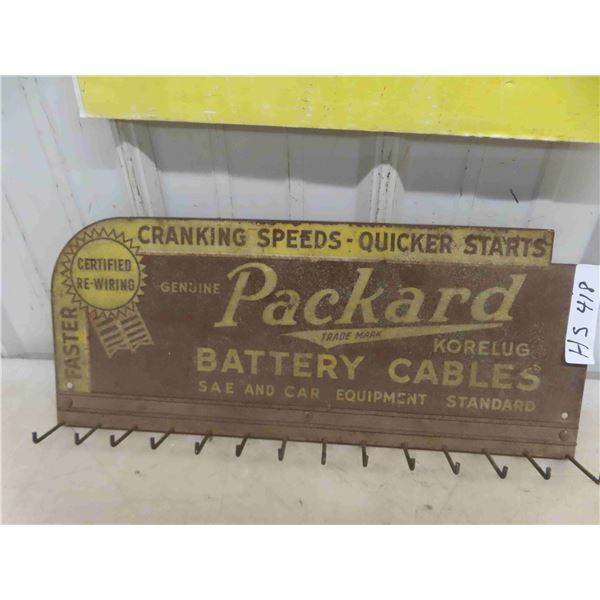 FASTER CRANKING SPEEDS - QUICKER STARTS
CERTIFIED
RE-WIRING
GENUINE Packard
TRADE MARK
KORELUG
BATTERY CABLES
SAE AND CAR EQUIPMENT STANDARD
HS 418